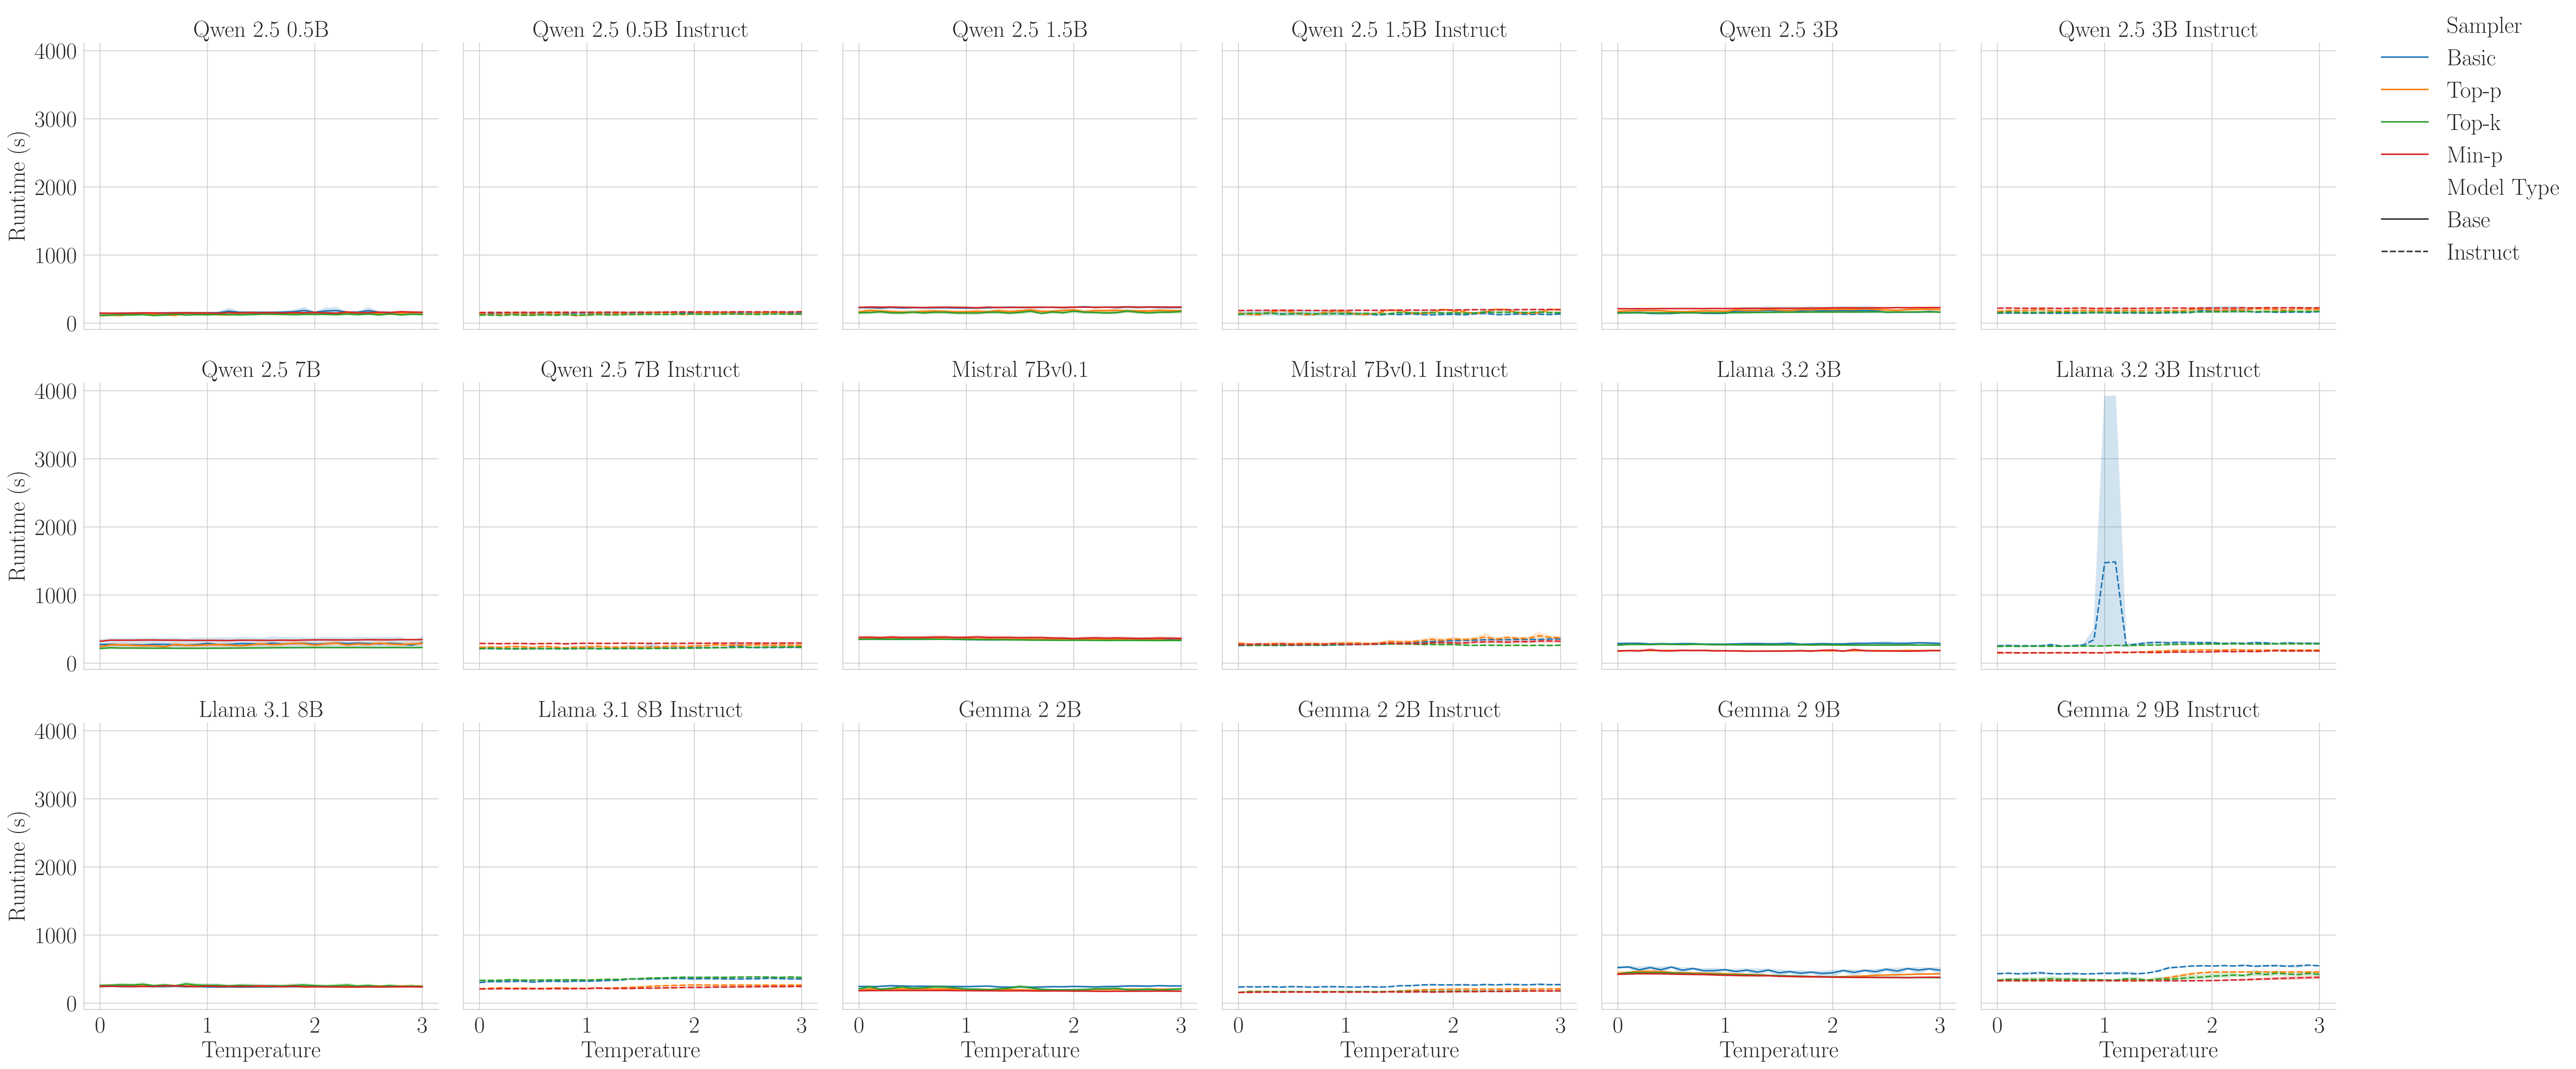 Qwen 2.5 0.5B
Qwen 2.5 0.5B Instruct
Qwen 2.5 1.5B
Qwen 2.5 1.5B Instruct
Qwen 2.5 3B
Qwen 2.5 3B Instruct
Sampler
Basic
Top-p
Top-k
Min-p
Model Type
Base
Instruct
Runtime (s)
4000
3000
2000
1000
0
Qwen 2.5 7B
Qwen 2.5 7B Instruct
Mistral 7Bv0.1
Mistral 7Bv0.1 Instruct
Llama 3.2 3B
Llama 3.2 3B Instruct
Runtime (s)
4000
3000
2000
1000
0
Llama 3.1 8B
Llama 3.1 8B Instruct
Gemma 2 2B
Gemma 2 2B Instruct
Gemma 2 9B
Gemma 2 9B Instruct
Runtime (s)
4000
3000
2000
1000
0
0 1 2 3
0 1 2 3
0 1 2 3
0 1 2 3
0 1 2 3
0 1 2 3
Temperature
Temperature
Temperature
Temperature
Temperature
Temperature